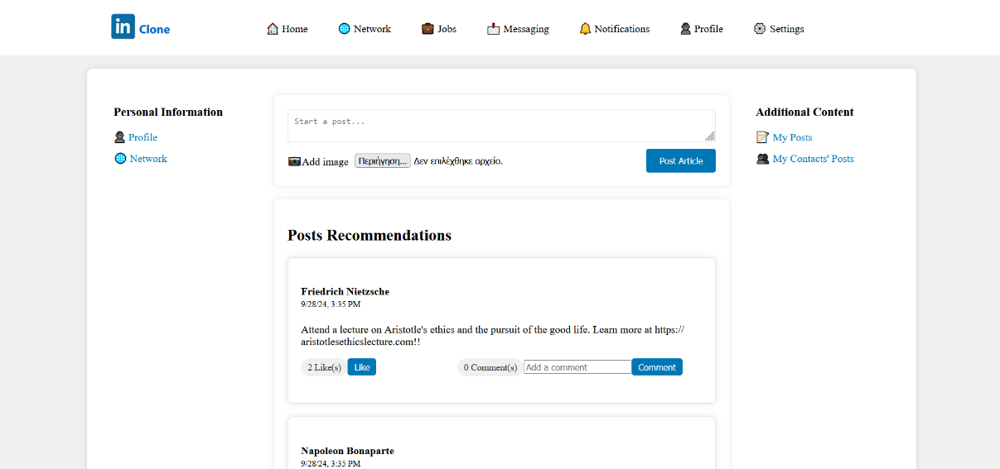 in Clone
Home
Network
Jobs
Messaging
Notifications
Profile
Settings
Personal Information
Profile
Network
Start a post...
Add image Περιήγηση... Δεν επιλέχθηκε αρχείο.
Post Article
Additional Content
My Posts
My Contacts' Posts
Posts Recommendations
Friedrich Nietzsche
9/28/24, 3:35 PM
Attend a lecture on Aristotle's ethics and the pursuit of the good life. Learn more at https://
aristotlesethicslecture.com!!
2 Like(s) Like 0 Comment(s) Add a comment Comment
Napoleon Bonaparte
9/28/24, 3:35 PM